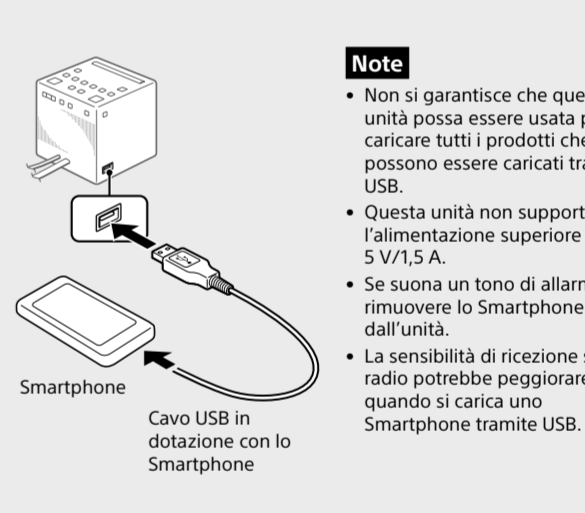 Smartphone
Cavo USB in
dotazione con lo
Smartphone
Note
• Non si garantisce che
unità possa essere usata
caricare tutti i prodotti
possono essere caricati
USB.
• Questa unità non
l'alimentazione superiore
5 V/1,5 A.
• Se suona un tono di
rimuovere lo Smartphone
dall'unità.
• La sensibilità di ricezione
radio potrebbe
quando si carica uno
Smartphone tramite USB.